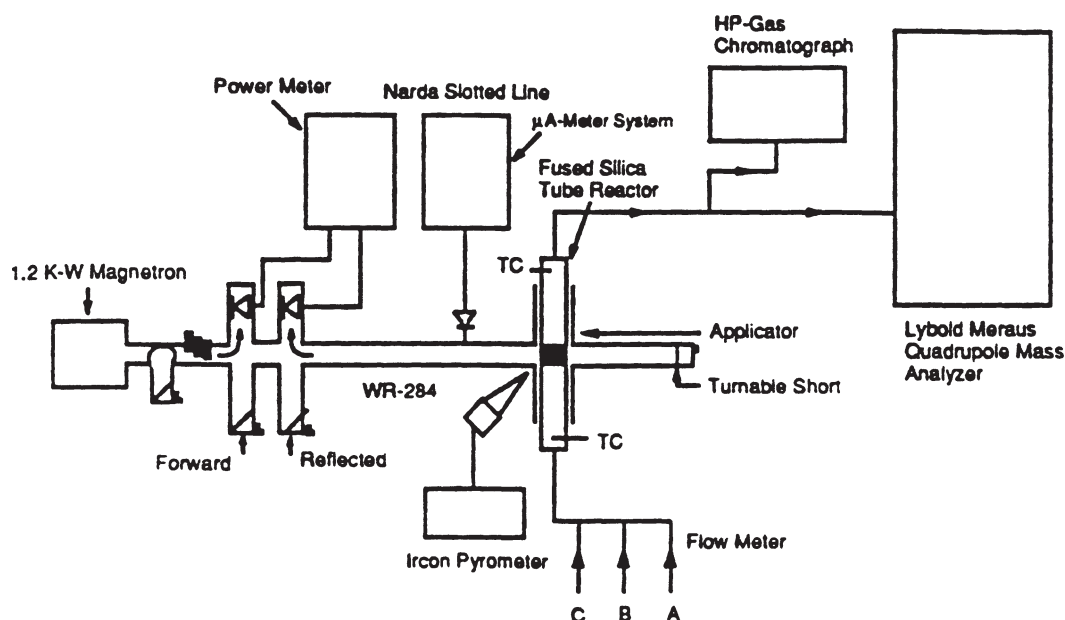 HP-Gas
Chromatograph
Power Meter
Narda Slotted Line
µA-Meter System
Fused Silica
Tube Reactor
TC
1.2 K-W Magnetron
Applicator
Lybold Meraus
Quadrupole Mass
Analyzer
WR-284
Turnable Short
TC
Forward
Reflected
Ircon Pyrometer
Flow Meter
C
B
A